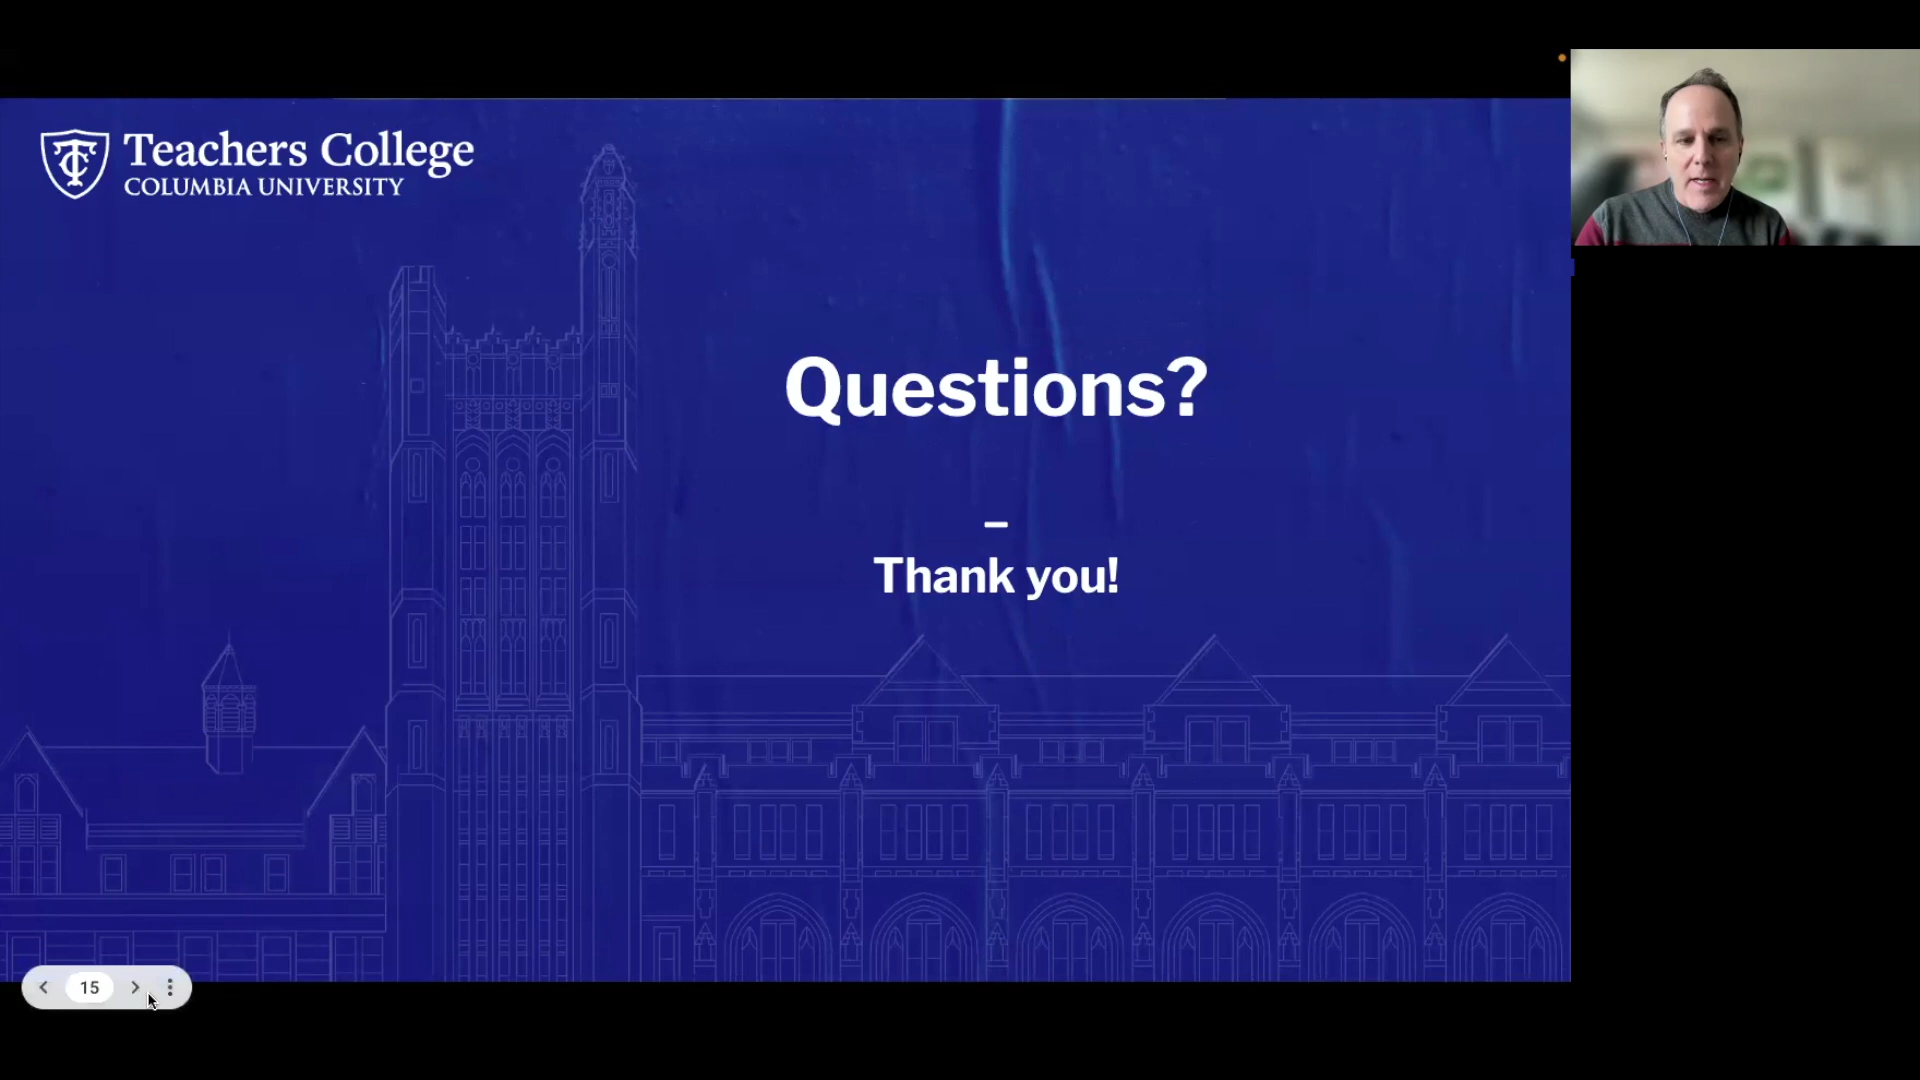 Teachers College
COLUMBIA UNIVERSITY
Questions?
–
Thank you!
15